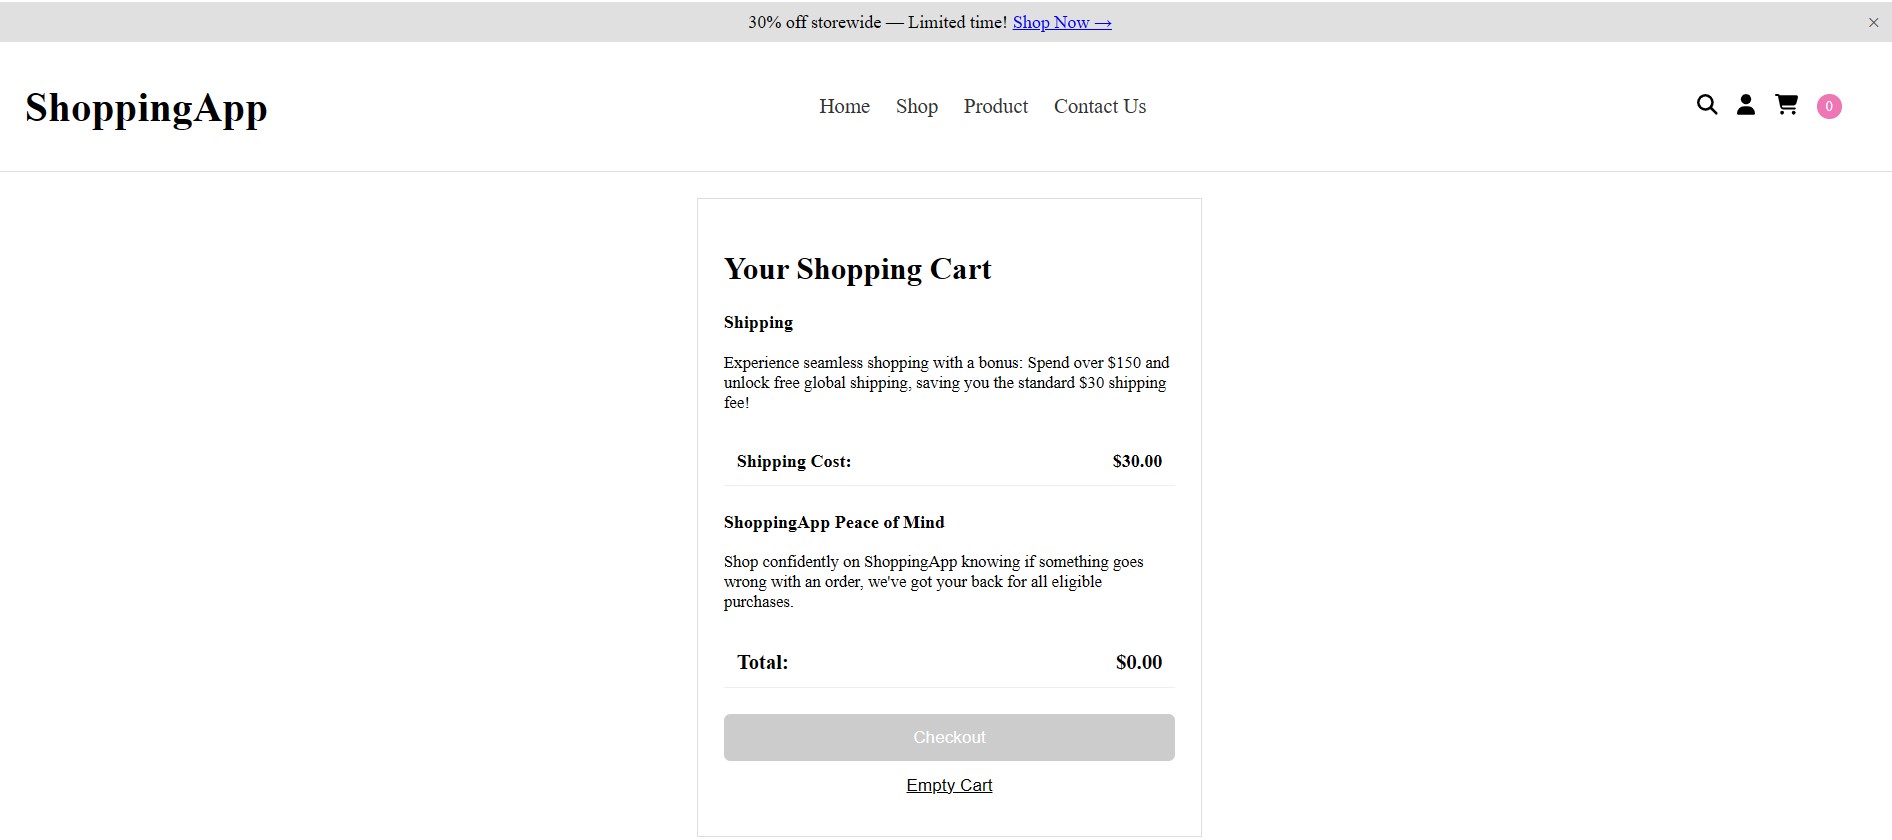 30% off storewide — Limited time! Shop Now →
×
ShoppingApp
Home Shop Product Contact Us
0
Your Shopping Cart
Shipping
Experience seamless shopping with a bonus: Spend over $150 and
unlock free global shipping, saving you the standard $30 shipping
fee!
Shipping Cost: $30.00
ShoppingApp Peace of Mind
Shop confidently on ShoppingApp knowing if something goes
wrong with an order, we've got your back for all eligible
purchases.
Total: $0.00
Checkout
Empty Cart